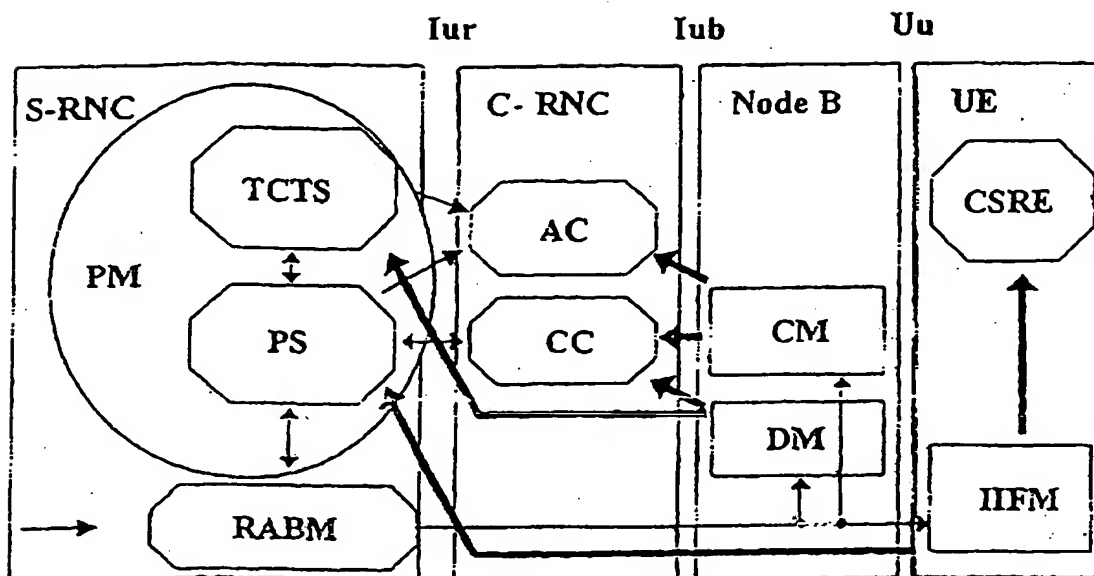 Iur
Iub
Uu
S-RNC
C- RNC
Node B
UE
TCTS
CSRE
AC
PM
PS
CC
CM
DM
RABM
IIFM